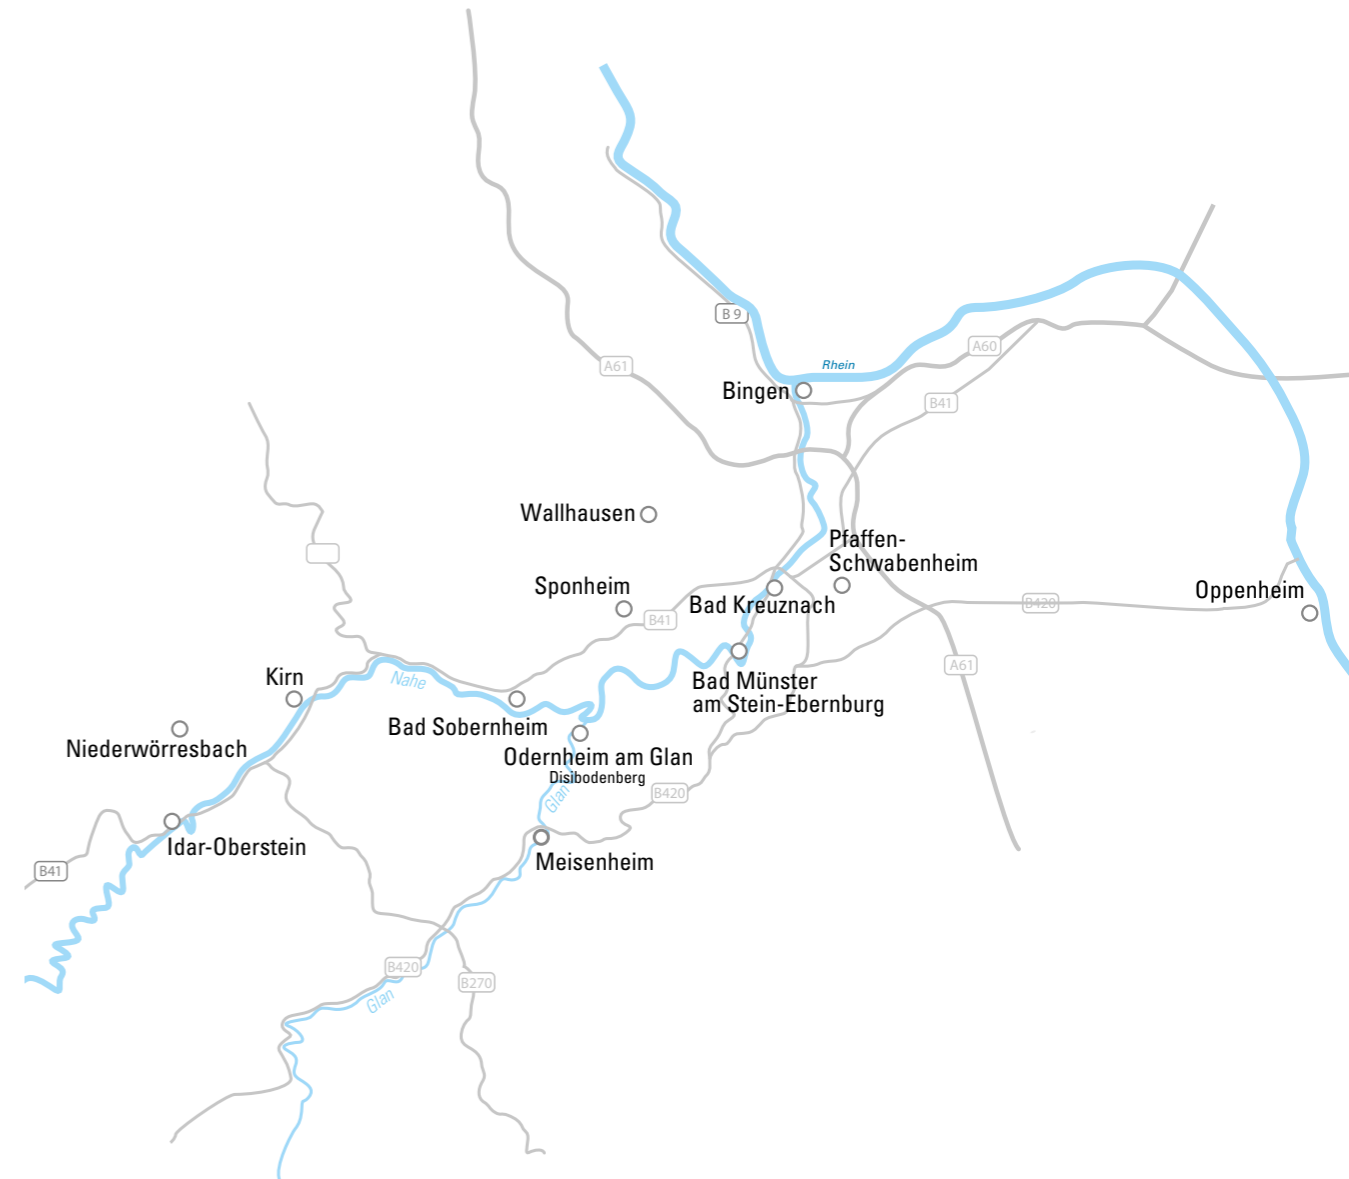 B 9
A60
Rhein
A61
Bingen
B41
Wallhausen
Pfaffen-
Schwabenheim
Sponheim
Oppenheim
Bad Kreuznach
B420
B41
A61
Kirn
Nahe
Bad Münster
am Stein-Ebernburg
Bad Sobernheim
Niederwörresbach
Odernheim am Glan
Disibodenberg
Glan
B420
Idar-Oberstein
Meisenheim
B41
B420
B270
Glan